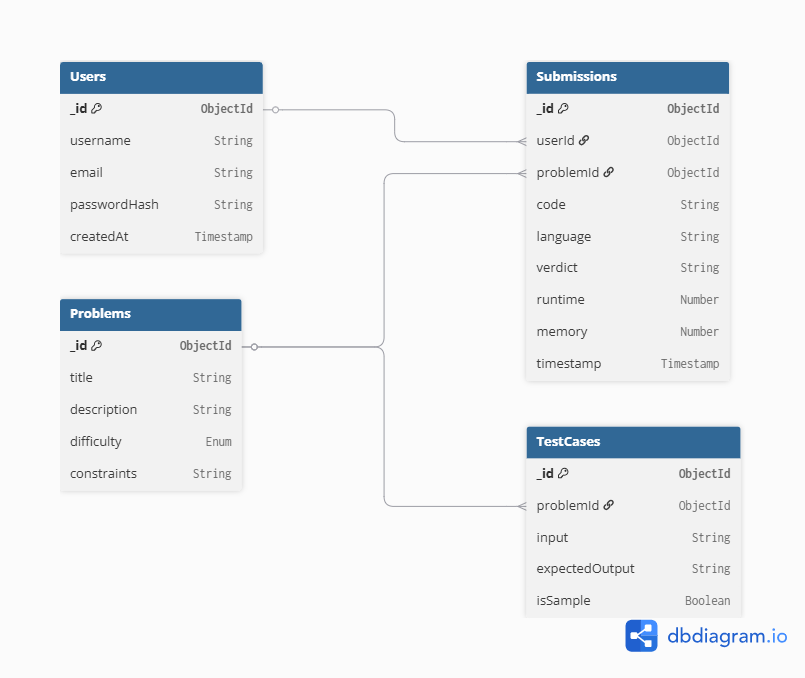 Users
_id ObjectId
username String
email String
passwordHash String
createdAt Timestamp
Problems
_id ObjectId
title String
description String
difficulty Enum
constraints String
Submissions
_id ObjectId
userId ObjectId
problemId ObjectId
code String
language String
verdict String
runtime Number
memory Number
timestamp Timestamp
TestCases
_id ObjectId
problemId ObjectId
input String
expectedOutput String
isSample Boolean
dbdiagram.io